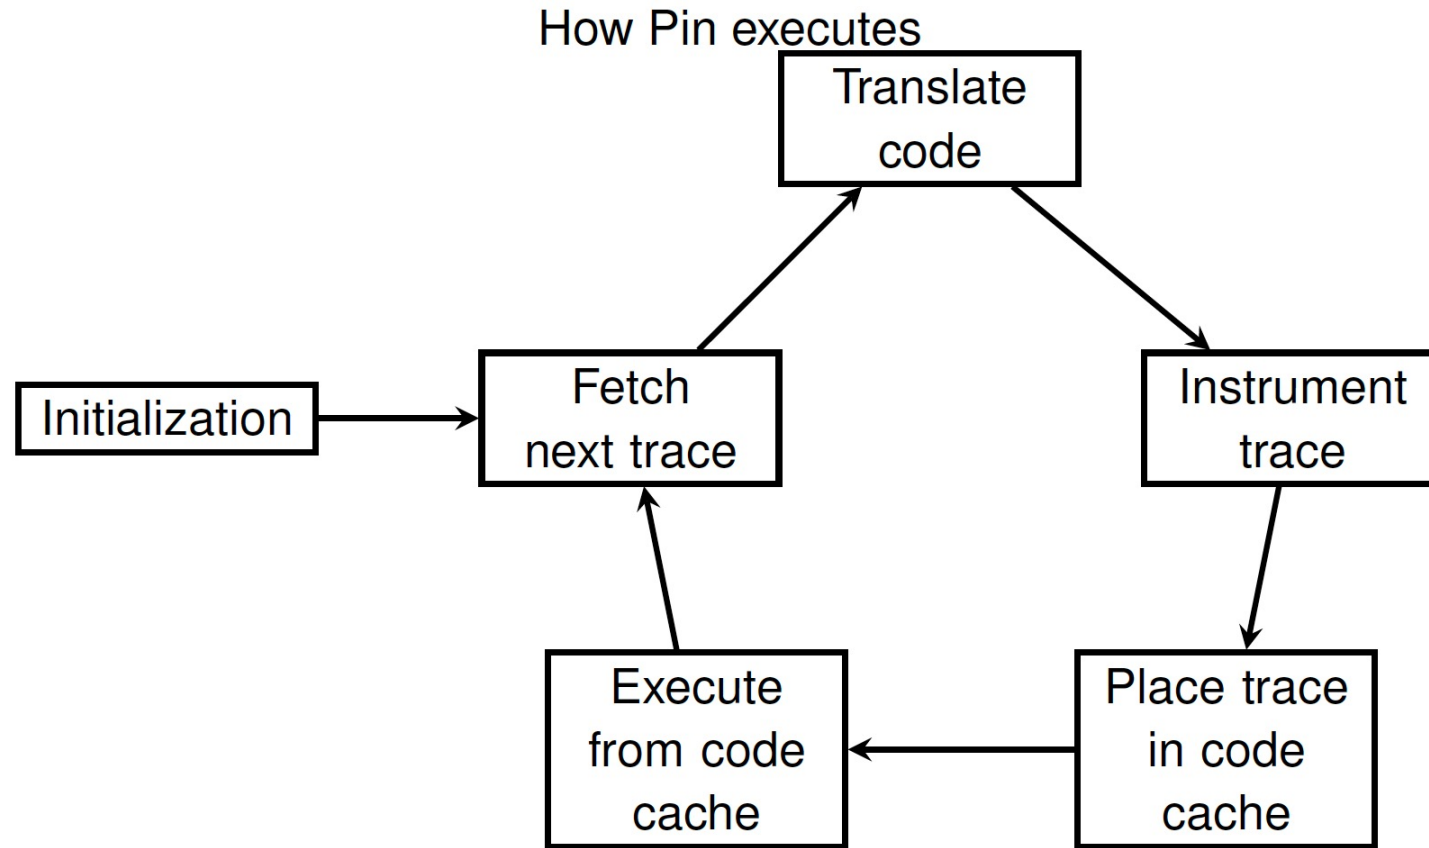 How Pin executes
Translate
code
Initialization
Fetch
next trace
Instrument
trace
Execute
from code
cache
Place trace
in code
cache